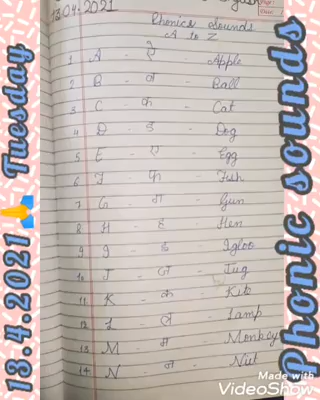 13.04.2021
Phonics Sounds
A to Z
1 A - ऐ - Apple
2 B - ब - Ball
3 C - क - Cat
4 D - ड - Dog
5 E - ए - Egg
6 F - फ - Fish
7 G - ग - Gun
8 H - ह - Hen
9 I - इ - Igloo
10 J - ज - Jug
11 K - क - Kite
12 L - ल - Lamp
13 M - म - Monkey
14 N - न - Nut
13.4.2021 🙏 Tuesday
Phonic sounds
Made with
VideoShow